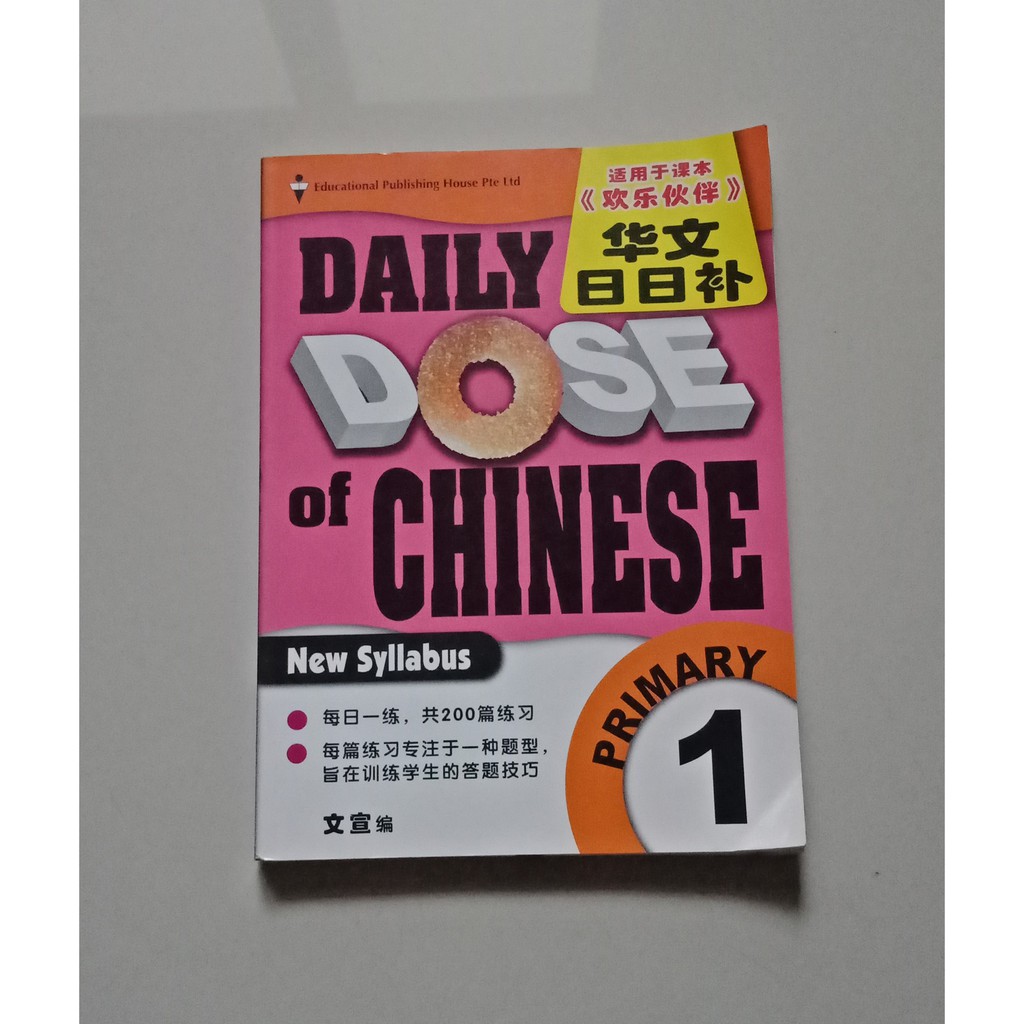 Educational Publishing House Pte Ltd
适用于课本
《欢乐伙伴》
华文
日日补
DAILY
DOSE
of CHINESE
New Syllabus
每日一练，共200篇练习
每篇练习专注于一种题型，
旨在训练学生的答题技巧
文宣 编
PRIMARY
1